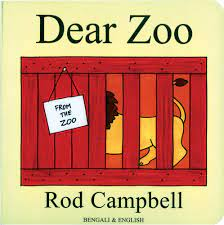 Dear Zoo
FROM
THE
ZOO
Rod Campbell
BENGALI & ENGLISH